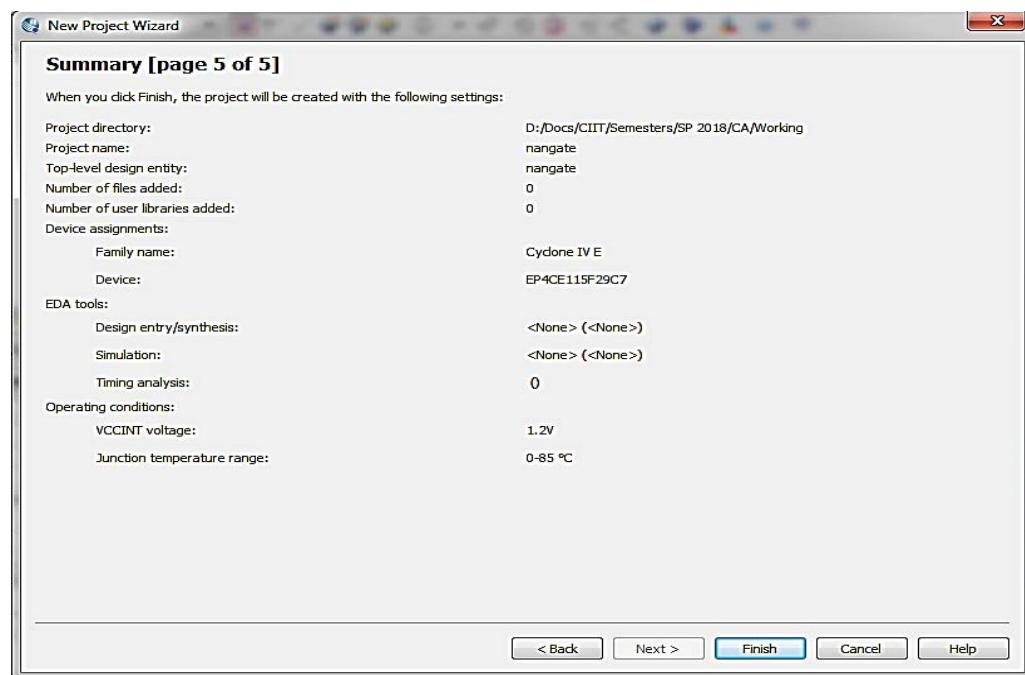 New Project Wizard
Summary [page 5 of 5]
When you click Finish, the project will be created with the following settings:
Project directory: D:/Docs/CIIT/Semesters/SP 2018/CA/Working
Project name: nangate
Top-level design entity: nangate
Number of files added: 0
Number of user libraries added: 0
Device assignments:
Family name: Cyclone IV E
Device: EP4CE115F29C7
EDA tools:
Design entry/synthesis: <None> (<None>)
Simulation: <None> (<None>)
Timing analysis: 0
Operating conditions:
VCCINT voltage: 1.2V
Junction temperature range: 0-85 ºC
< Back Next > Finish Cancel Help